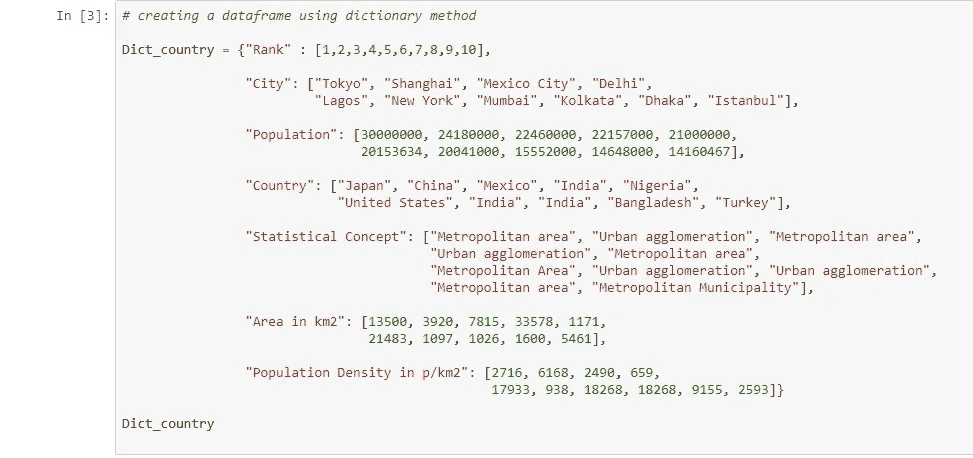 In [3]: # creating a dataframe using dictionary method
Dict_country = {"Rank" : [1,2,3,4,5,6,7,8,9,10],
"City": ["Tokyo", "Shanghai", "Mexico City", "Delhi",
"Lagos", "New York", "Mumbai", "Kolkata", "Dhaka", "Istanbul"],
"Population": [30000000, 24180000, 22460000, 22157000, 21000000,
20153634, 20041000, 15552000, 14648000, 14160467],
"Country": ["Japan", "China", "Mexico", "India", "Nigeria",
"United States", "India", "India", "Bangladesh", "Turkey"],
"Statistical Concept": ["Metropolitan area", "Urban agglomeration", "Metropolitan area",
"Urban agglomeration", "Metropolitan area",
"Metropolitan Area", "Urban agglomeration", "Urban agglomeration",
"Metropolitan area", "Metropolitan Municipality"],
"Area in km2": [13500, 3920, 7815, 33578, 1171,
21483, 1097, 1026, 1600, 5461],
"Population Density in p/km2": [2716, 6168, 2490, 659,
17933, 938, 18268, 18268, 9155, 2593]}
Dict_country